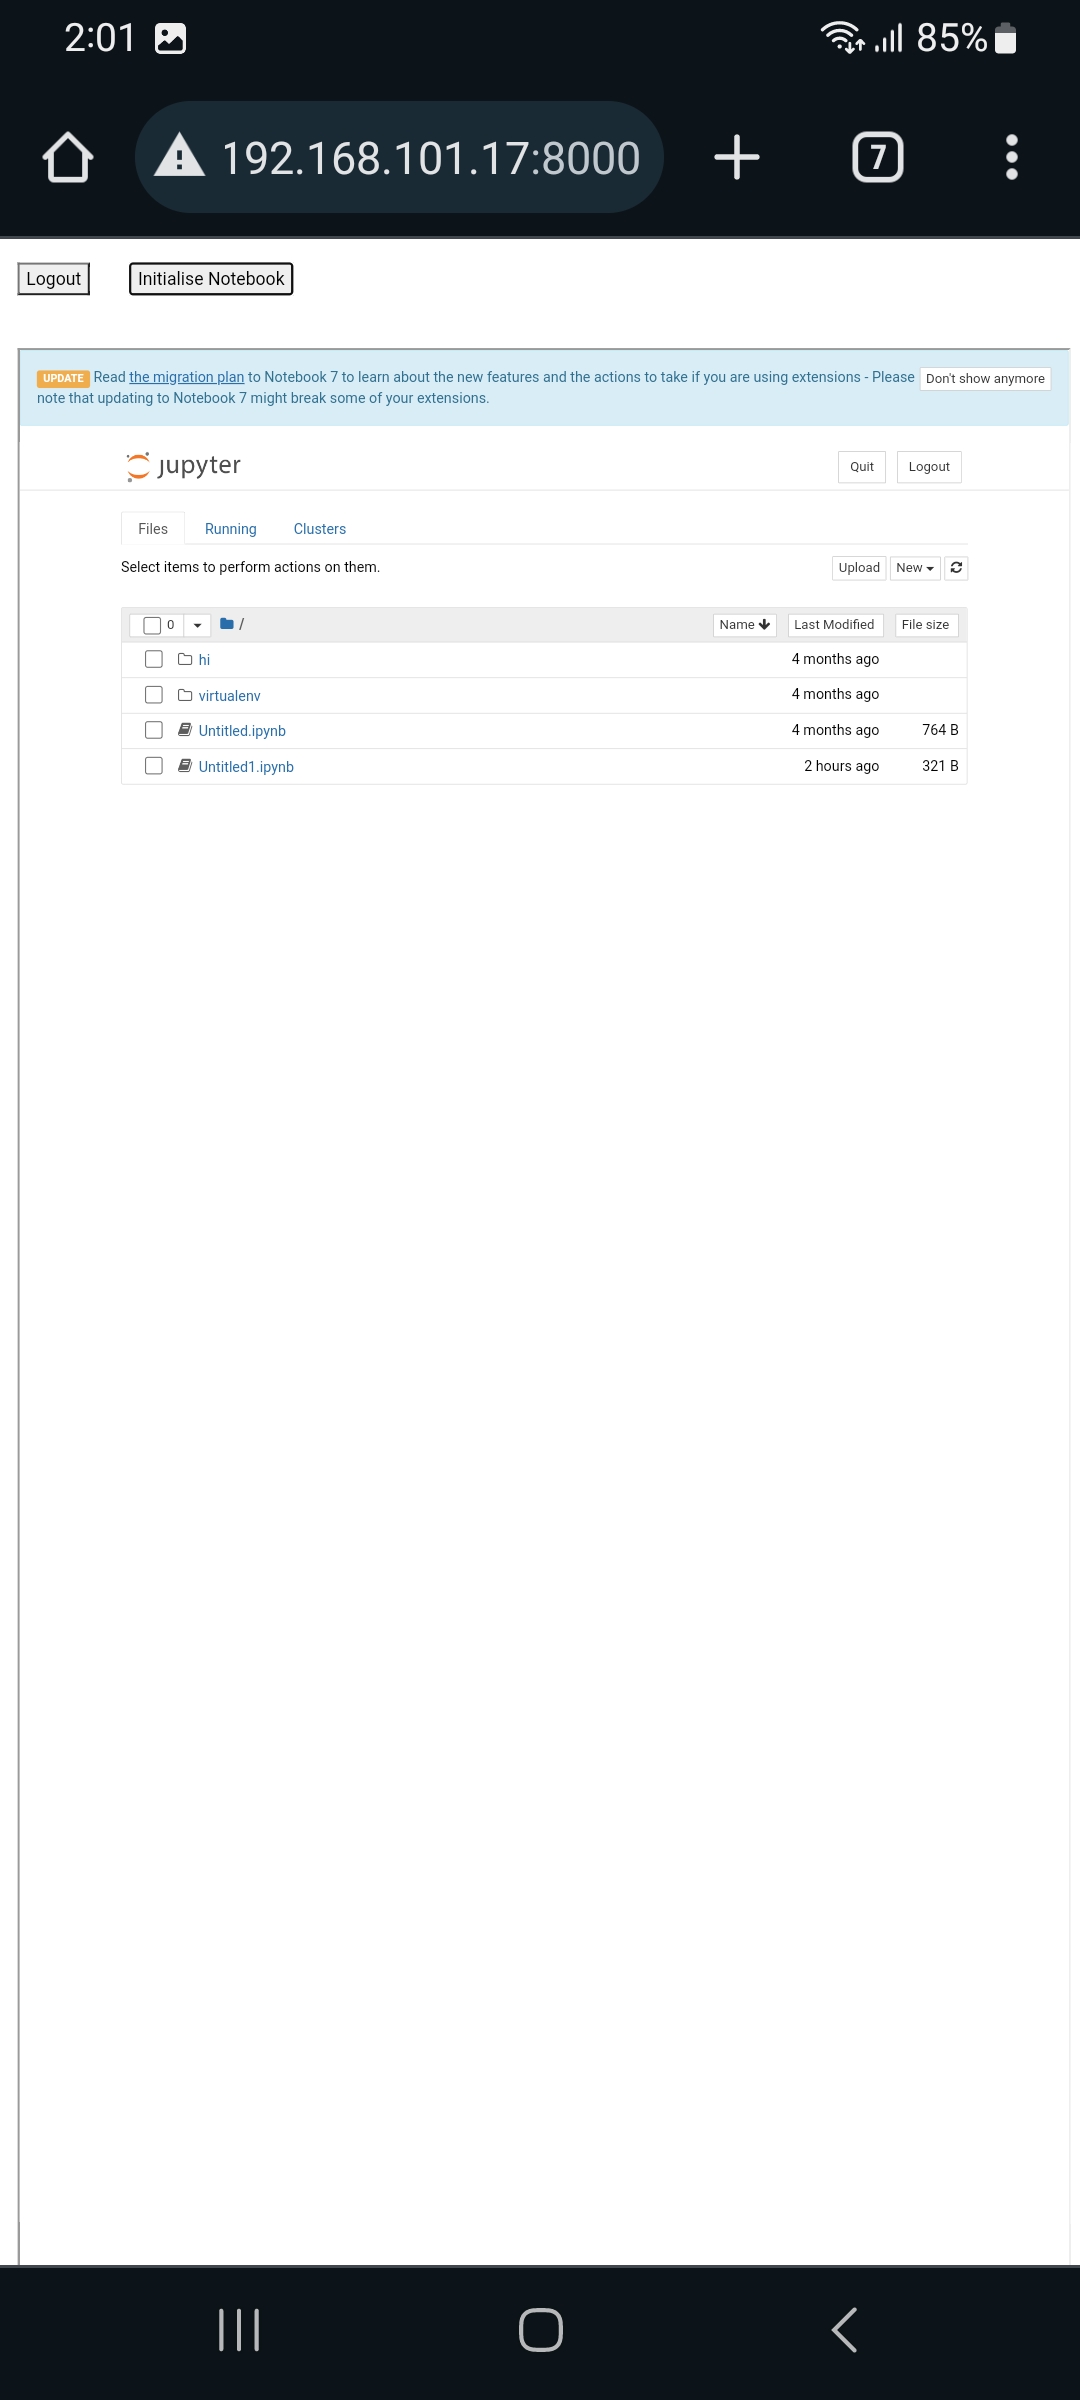 2:01 85%
192.168.101.17:8000 7
Logout Initialise Notebook
UPDATE Read the migration plan to Notebook 7 to learn about the new features and the actions to take if you are using extensions - Please Don't show anymore
note that updating to Notebook 7 might break some of your extensions.
jupyter Quit Logout
Files Running Clusters
Select items to perform actions on them. Upload New
0 / Name Last Modified File size
hi 4 months ago
virtualenv 4 months ago
Untitled.ipynb 4 months ago 764 B
Untitled1.ipynb 2 hours ago 321 B